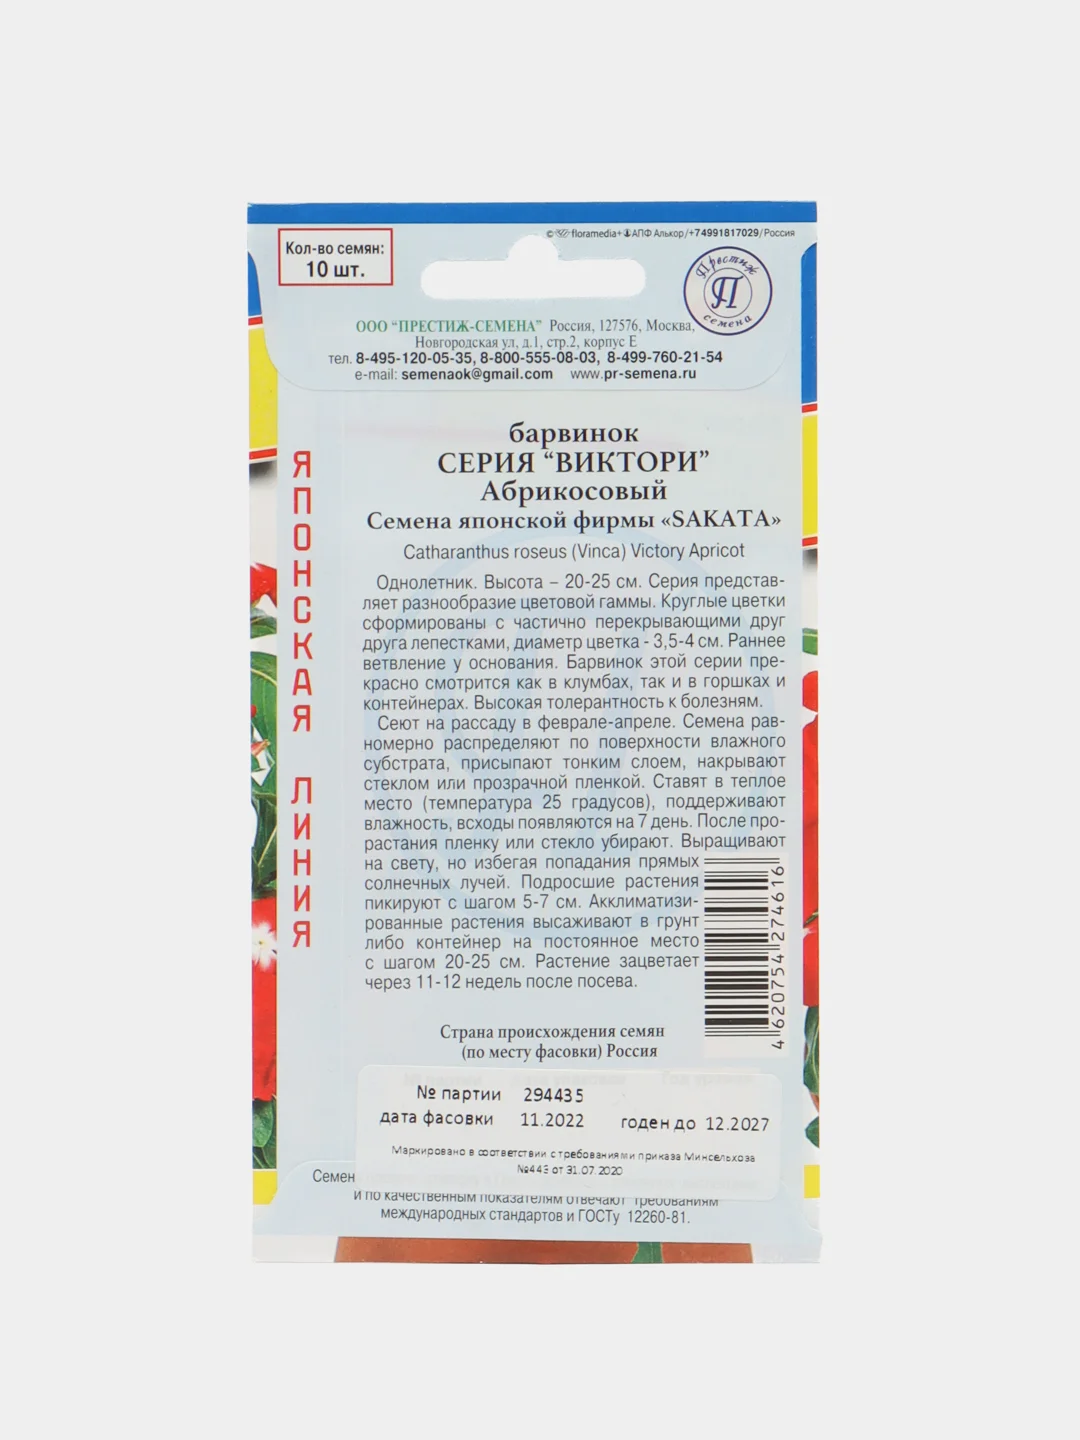 © floramedia+АПФ Алькор/+74991817029/Россия
Кол-во семян:
10 шт.
Престиж
П
семена
ООО “ПРЕСТИЖ-СЕМЕНА” Россия, 127576, Москва,
Новгородская ул, д.1, стр.2, корпус Е
тел. 8-495-120-05-35, 8-800-555-08-03, 8-499-760-21-54
e-mail: semenaok@gmail.com www.pr-semena.ru
ЯПОНСКАЯ ЛИНИЯ
барвинок
СЕРИЯ “ВИКТОРИ”
Абрикосовый
Семена японской фирмы «SAKATA»
Catharanthus roseus (Vinca) Victory Apricot
Однолетник. Высота – 20-25 см. Серия представ-
ляет разнообразие цветовой гаммы. Круглые цветки
сформированы с частично перекрывающими друг
друга лепестками, диаметр цветка - 3,5-4 см. Раннее
ветвление у основания. Барвинок этой серии пре-
красно смотрится как в клумбах, так и в горшках и
контейнерах. Высокая толерантность к болезням.
Сеют на рассаду в феврале-апреле. Семена рав-
номерно распределяют по поверхности влажного
субстрата, присыпают тонким слоем, накрывают
стеклом или прозрачной пленкой. Ставят в теплое
место (температура 25 градусов), поддерживают
влажность, всходы появляются на 7 день. После про-
растания пленку или стекло убирают. Выращивают
на свету, но избегая попадания прямых
солнечных лучей. Подросшие растения
пикируют с шагом 5-7 см. Акклиматизи-
рованные растения высаживают в грунт
либо контейнер на постоянное место
с шагом 20-25 см. Растение зацветает
через 11-12 недель после посева.
4 620754 274616
Страна происхождения семян
(по месту фасовки) Россия
№ партии 294435
дата фасовки 11.2022 годен до 12.2027
Маркировано в соответствии с требованиями приказа Минсельхоза
№443 от 31.07.2020
Семен
и по качественным показателям отвечают требованиям
международных стандартов и ГОСТу 12260-81.